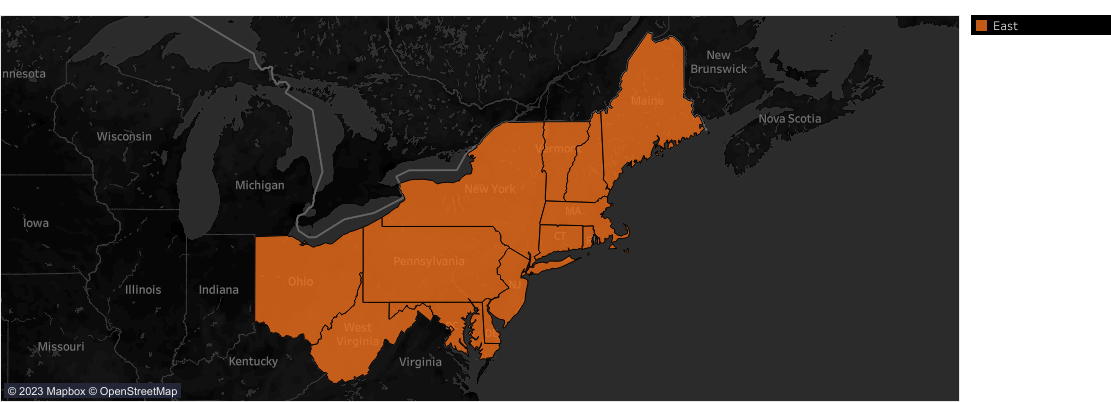 East
New
Brunswick
nnesota
Maine
Nova Scotia
Wisconsin
Vermont
Michigan
New York
MA
Iowa
CT
Pennsylvania
Ohio
NJ
Illinois
Indiana
West
Virginia
Missouri
Kentucky
Virginia
© 2023 Mapbox © OpenStreetMap